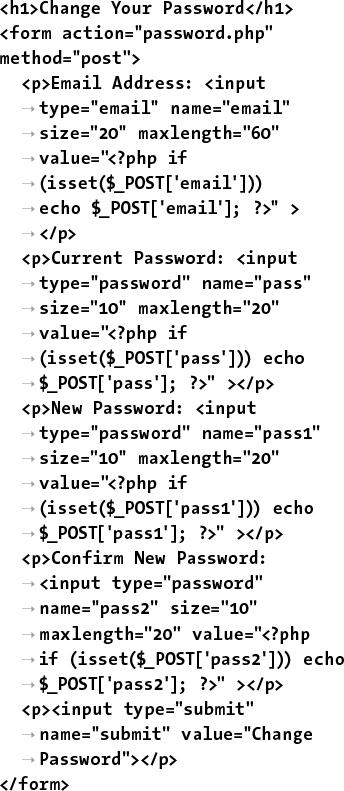 <h1>Change Your Password</h1>
<form action="password.php"
method="post">
<p>Email Address: <input
→ type="email" name="email"
→ size="20" maxlength="60"
→ value="<?php if
→ (isset($_POST['email']))
→ echo $_POST['email']; ?>" >
→ </p>
<p>Current Password: <input
→ type="password" name="pass"
→ size="10" maxlength="20"
→ value="<?php if
→ (isset($_POST['pass'])) echo
→ $_POST['pass']; ?>" ></p>
<p>New Password: <input
→ type="password" name="pass1"
→ size="10" maxlength="20"
→ value="<?php if
→ (isset($_POST['pass1'])) echo
→ $_POST['pass1']; ?>" ></p>
<p>Confirm New Password:
→ <input type="password"
→ name="pass2" size="10"
→ maxlength="20" value="<?php
→ if (isset($_POST['pass2'])) echo
→ $_POST['pass2']; ?>" ></p>
<p><input type="submit"
→ name="submit" value="Change
→ Password"></p>
</form>